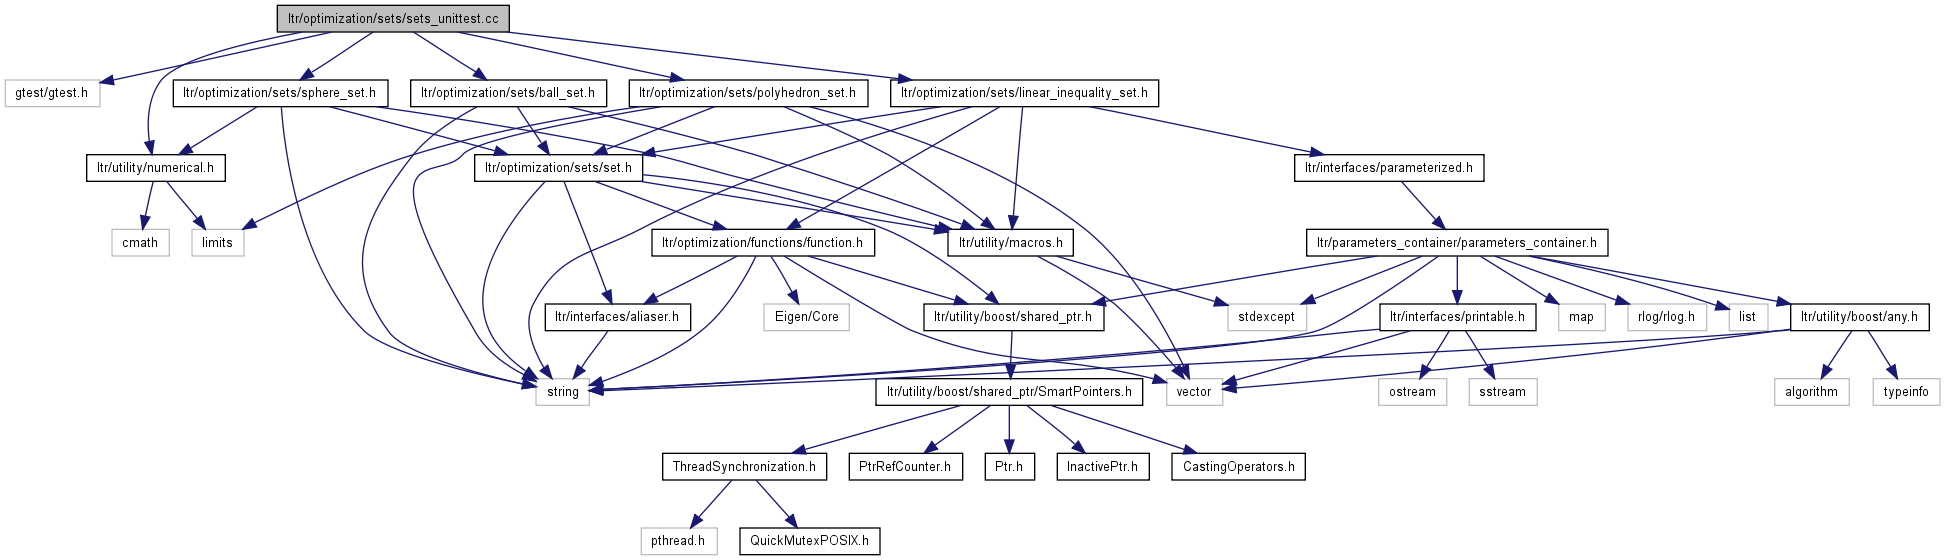 ltr/optimization/sets/sets_unittest.cc
gtest/gtest.h
ltr/optimization/sets/sphere_set.h
ltr/optimization/sets/ball_set.h
ltr/optimization/sets/polyhedron_set.h
ltr/optimization/sets/linear_inequality_set.h
ltr/utility/numerical.h
ltr/optimization/sets/set.h
ltr/interfaces/parameterized.h
cmath
limits
ltr/optimization/functions/function.h
ltr/utility/macros.h
ltr/parameters_container/parameters_container.h
ltr/interfaces/aliaser.h
Eigen/Core
ltr/utility/boost/shared_ptr.h
stdexcept
ltr/interfaces/printable.h
map
rlog/rlog.h
list
ltr/utility/boost/any.h
string
ltr/utility/boost/shared_ptr/SmartPointers.h
vector
ostream
sstream
algorithm
typeinfo
ThreadSynchronization.h
PtrRefCounter.h
Ptr.h
InactivePtr.h
CastingOperators.h
pthread.h
QuickMutexPOSIX.h